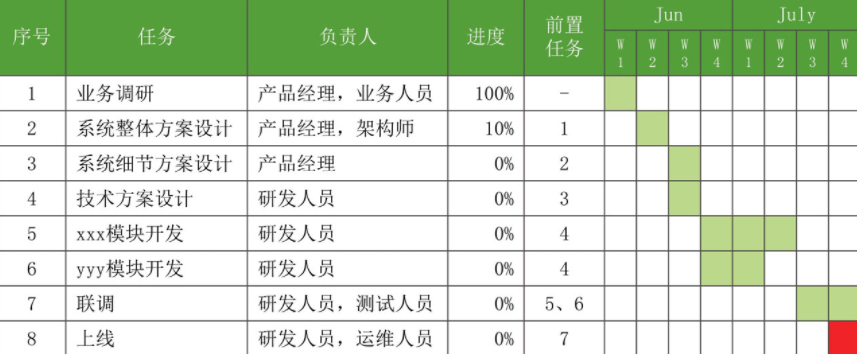 序号 任务 负责人 进度 前置任务 Jun July
W1 W2 W3 W4 W1 W2 W3 W4
1 业务调研 产品经理，业务人员 100% –
2 系统整体方案设计 产品经理，架构师 10% 1
3 系统细节方案设计 产品经理 0% 2
4 技术方案设计 研发人员 0% 3
5 xxx模块开发 研发人员 0% 4
6 yyy模块开发 研发人员 0% 4
7 联调 研发人员，测试人员 0% 5、6
8 上线 研发人员，运维人员 0% 7